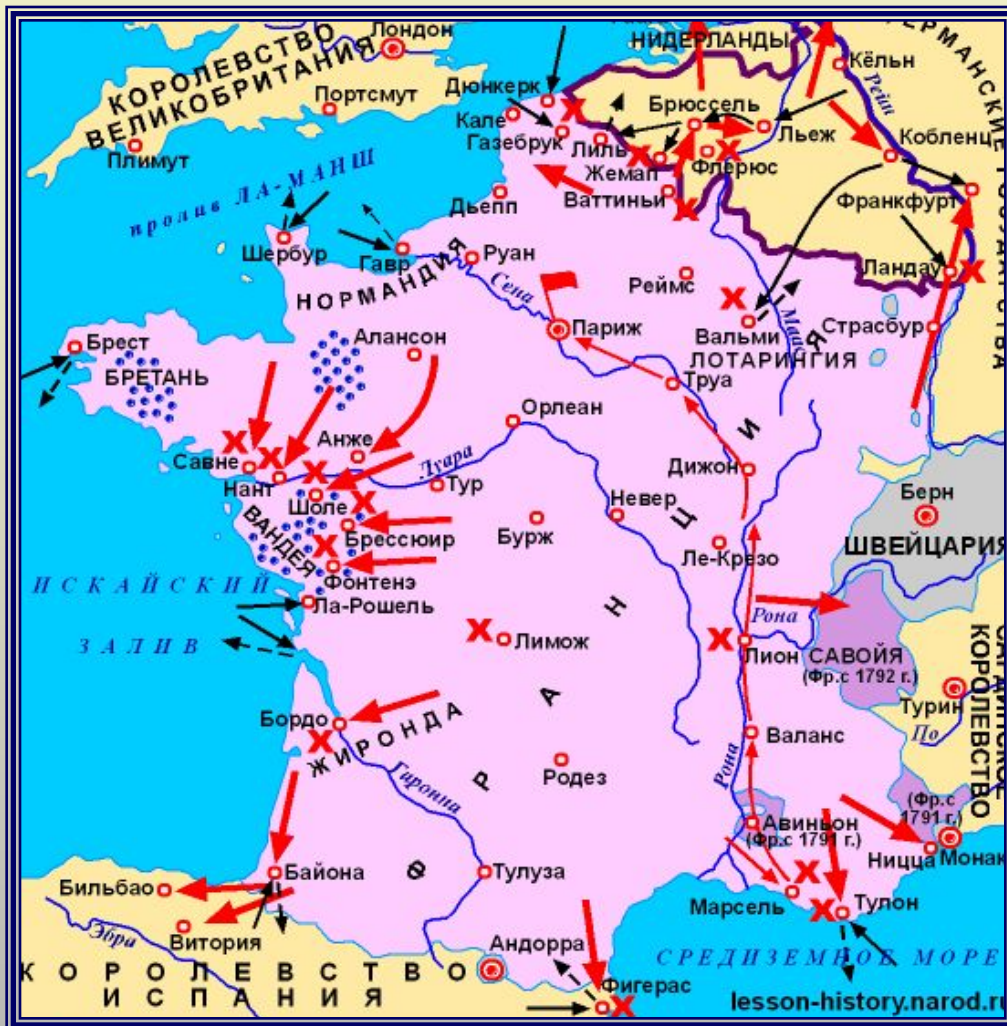 Лондон
НИДЕРЛАНДЫ
ГЕРМАНСКИЕ
КОРОЛЕВСТВО
ВЕЛИКОБРИТАНИЯ
Портсмут
Плимут
Кёльн
Рейн
Дюнкерк
Кале
Газебрук
Брюссель
Льеж
Кобленц
Лилль
Жемап
Флерюс
Ваттиньи
Франкфурт
пролив ЛА-МАНШ
Дьепп
Шербур
Гавр
Руан
НОРМАНДИЯ
Сена
Реймс
Ландау
Париж
Вальми
Маас
Страсбур
ЛОТАРИНГИЯ
Брест
БРЕТАНЬ
Алансон
Труа
Орлеан
Анже
Савне
Нант
Луара
Тур
Дижон
Шоле
Невер
Берн
ВАНДЕЯ
Брессюир
Бурж
Ле-Крезо
ШВЕЙЦАРИЯ
Фонтенэ
ИСКАЙСКИЙ
ЗАЛИВ
Ла-Рошель
Лимож
Рона
Лион
САВОЙЯ
(Фр.с 1792 г.)
КОРОЛЕВСТВО
Турин
По
Бордо
ЖИРОНДА
Валанс
Родез
Рона
Гаронна
ФРАНЦИЯ
(Фр.с
1791 г.)
Авиньон
(Фр.с 1791 г.)
Ницца
Монак
Байона
Бильбао
Тулуза
Марсель
Тулон
Витория
Эбра
Андорра
СРЕДИЗЕМНОЕ МОРЕ
КОРОЛЕВСТВО
ИСПАНИЯ
Фигерас
lesson-history.narod.ru